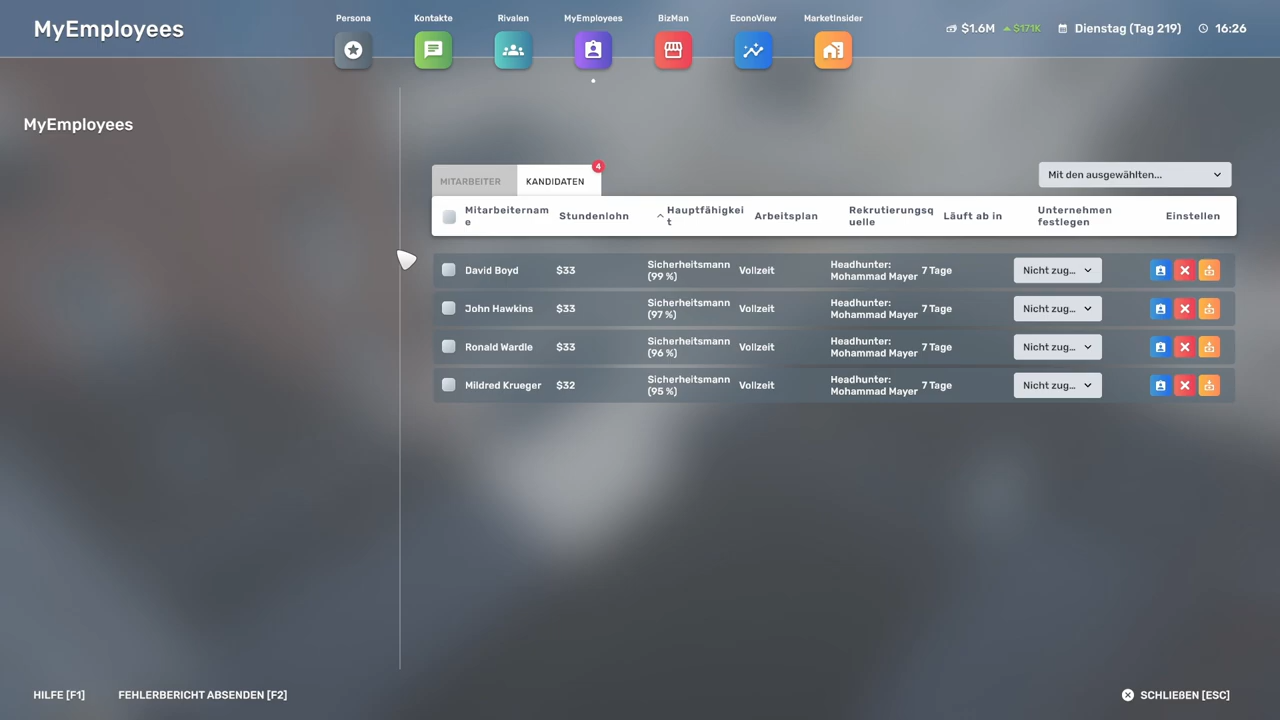 MyEmployees
Persona
Kontakte
Rivalen
MyEmployees
BizMan
EconoView
MarketInsider
$1.6M
$171K
Dienstag (Tag 219)
16:26
MyEmployees
MITARBEITER
KANDIDATEN
4
Mit den ausgewählten...
Mitarbeiternam
e
Stundenlohn
Hauptfähigkei
t
Arbeitsplan
Rekrutierungsq
uelle
Läuft ab in
Unternehmen
festlegen
Einstellen
David Boyd
$33
Sicherheitsmann
(99 %)
Vollzeit
Headhunter:
Mohammad Mayer
7 Tage
Nicht zug...
John Hawkins
$33
Sicherheitsmann
(97 %)
Vollzeit
Headhunter:
Mohammad Mayer
7 Tage
Nicht zug...
Ronald Wardle
$33
Sicherheitsmann
(96 %)
Vollzeit
Headhunter:
Mohammad Mayer
7 Tage
Nicht zug...
Mildred Krueger
$32
Sicherheitsmann
(95 %)
Vollzeit
Headhunter:
Mohammad Mayer
7 Tage
Nicht zug...
HILFE [F1]
FEHLERBERICHT ABSENDEN [F2]
SCHLIEßEN [ESC]